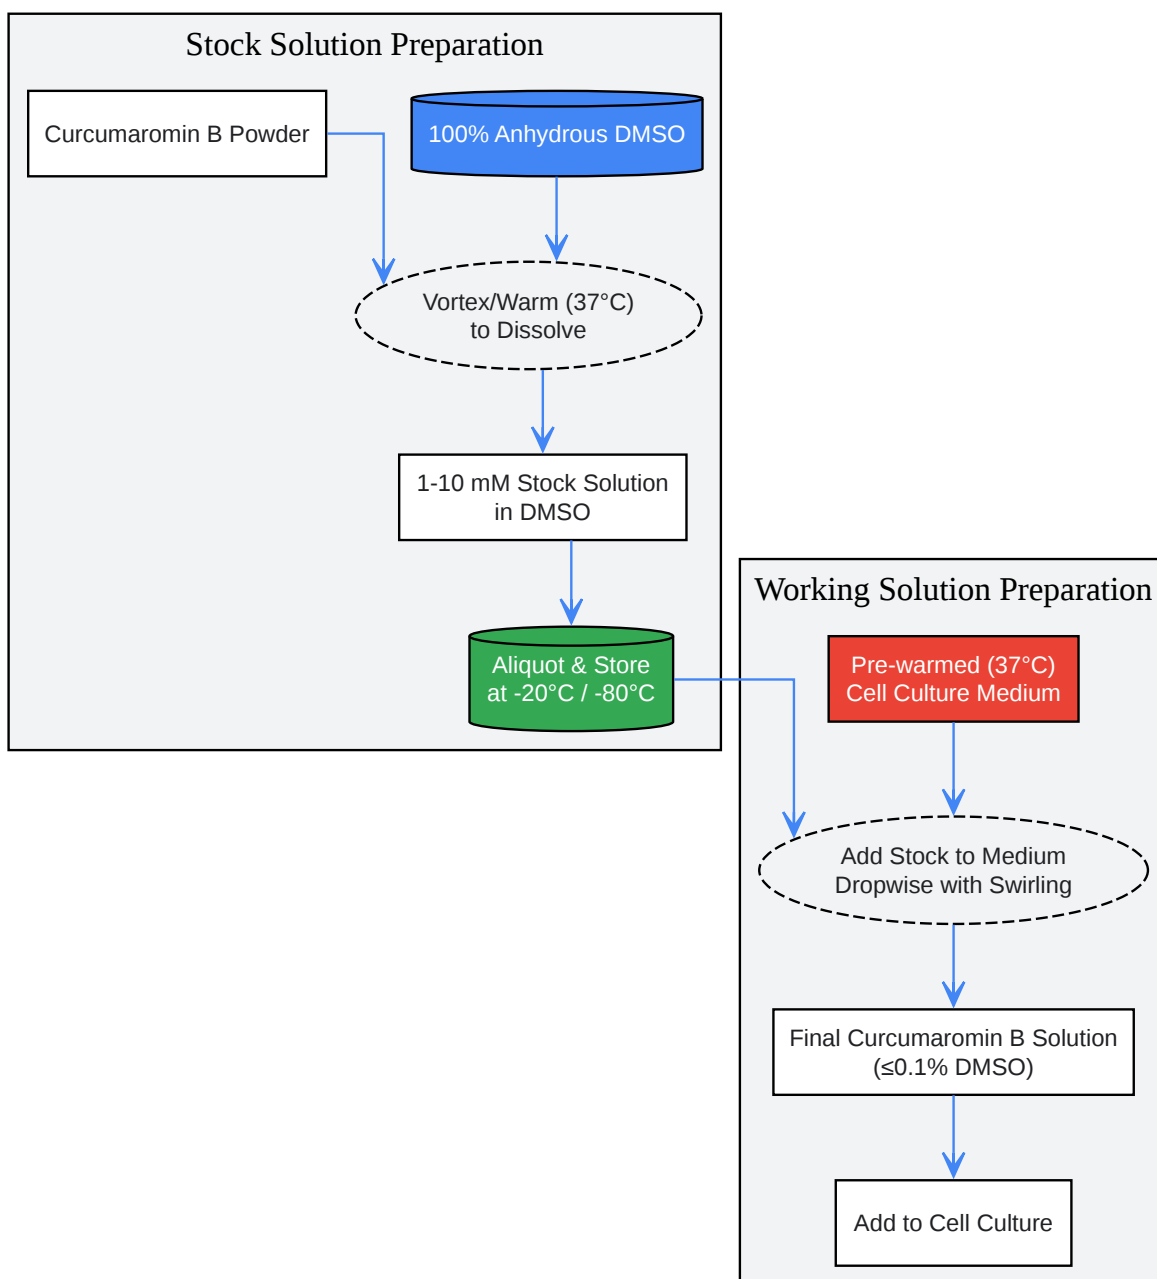 Stock Solution Preparation
Curcumaromin B Powder
100% Anhydrous DMSO
Vortex/Warm (37°C)
to Dissolve
1-10 mM Stock Solution
in DMSO
Aliquot & Store
at -20°C / -80°C
Working Solution Preparation
Pre-warmed (37°C)
Cell Culture Medium
Add Stock to Medium
Dropwise with Swirling
Final Curcumaromin B Solution
(≤0.1% DMSO)
Add to Cell Culture